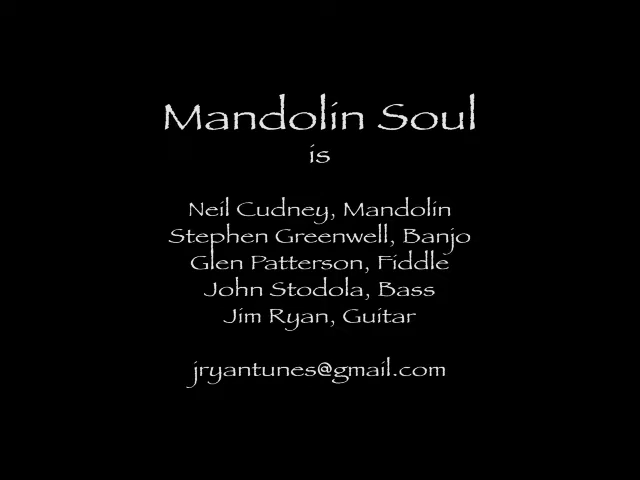 Mandolin Soul
is
Neil Cudney, Mandolin
Stephen Greenwell, Banjo
Glen Patterson, Fiddle
John Stodola, Bass
Jim Ryan, Guitar
jryantunes@gmail.com